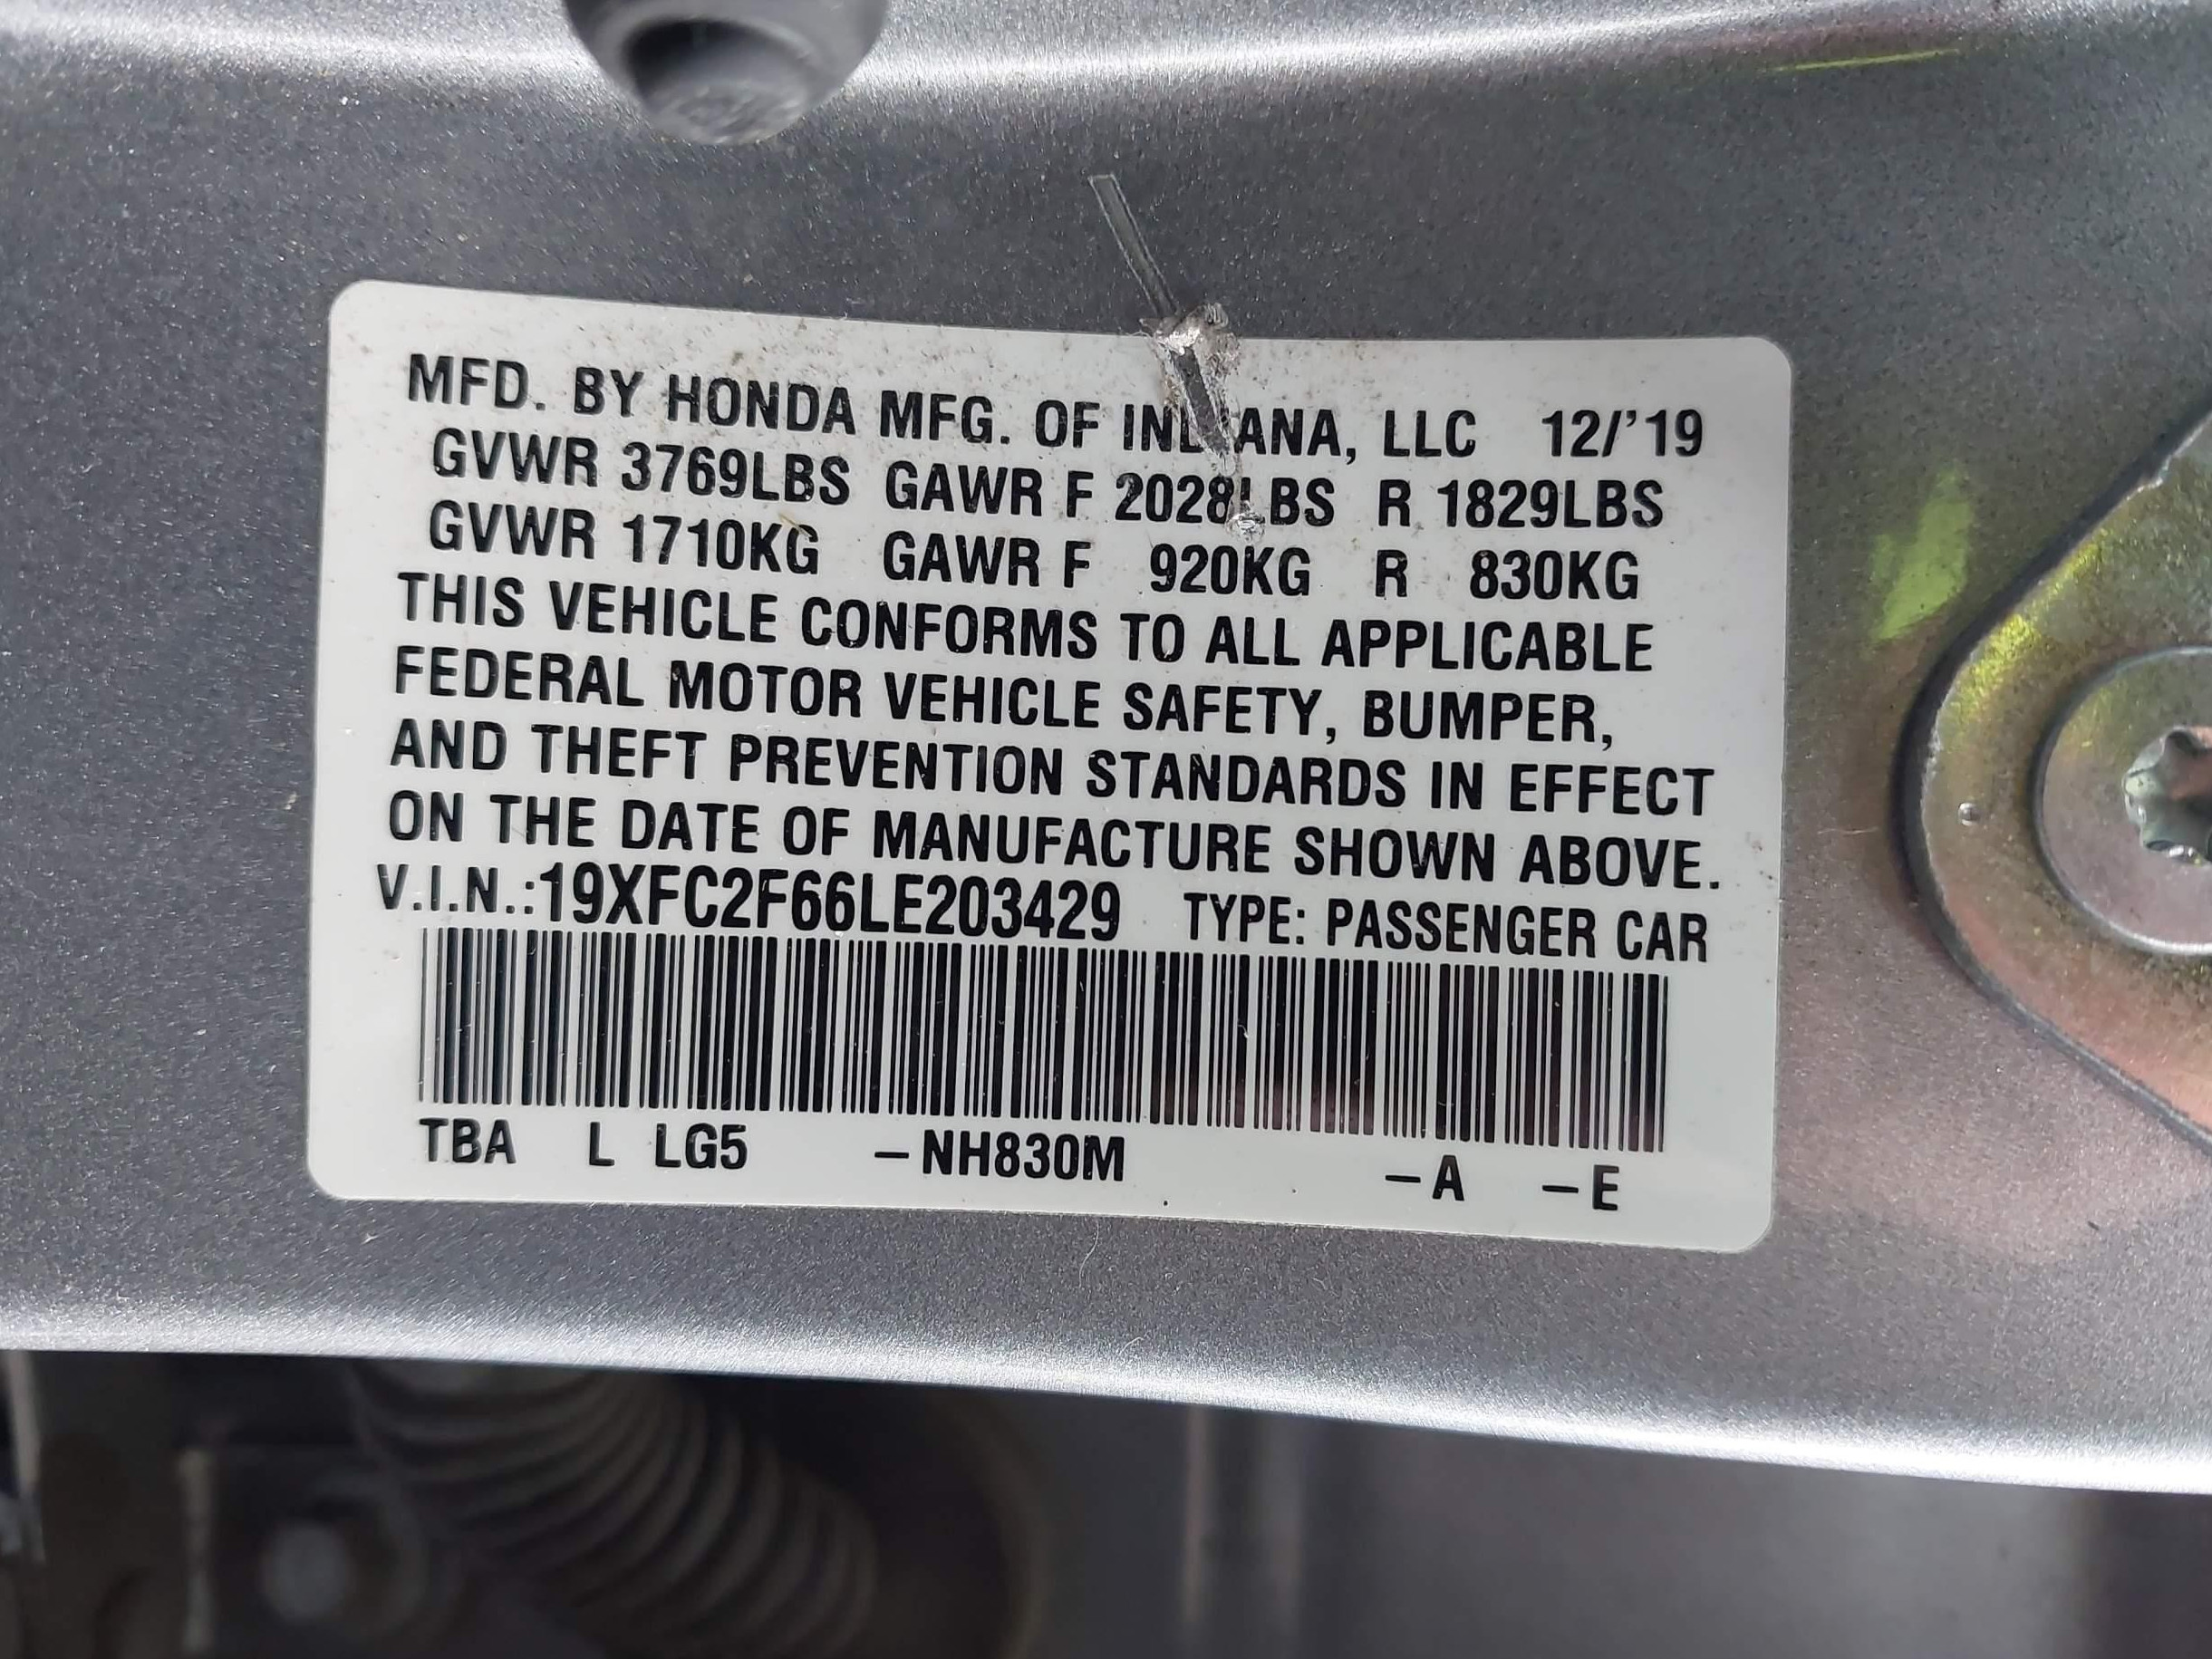 MFD. BY HONDA MFG. OF INDIANA, LLC 12/'19
GVWR 3769LBS GAWR F 2028LBS R 1829LBS
GVWR 1710KG GAWR F 920KG R 830KG
THIS VEHICLE CONFORMS TO ALL APPLICABLE
FEDERAL MOTOR VEHICLE SAFETY, BUMPER,
AND THEFT PREVENTION STANDARDS IN EFFECT
ON THE DATE OF MANUFACTURE SHOWN ABOVE.
V.I.N.:19XFC2F66LE203429 TYPE: PASSENGER CAR
TBA L LG5 –NH830M –A –E